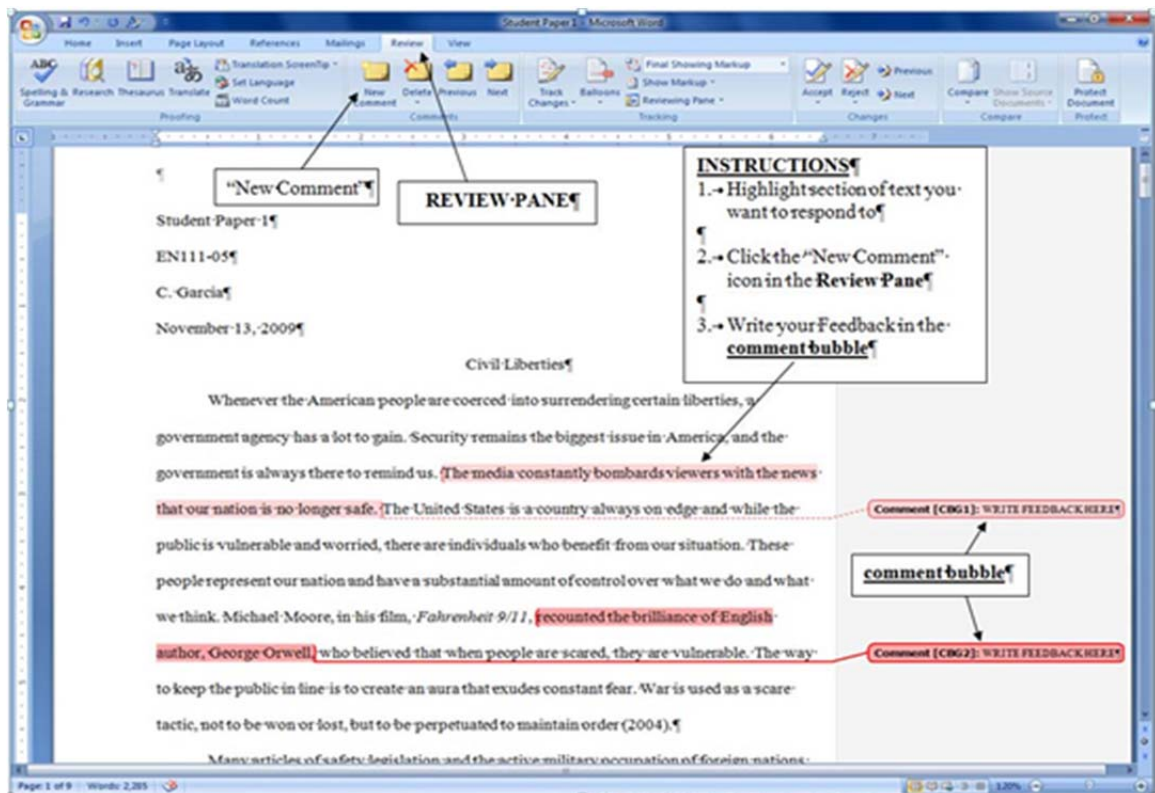 Student Paper 1 - Microsoft Word
Home Insert Page Layout References Mailings Review View
ABC
Spelling & Grammar
Research
Thesaurus
Translate
Translation ScreenTip
Set Language
Word Count
New Comment
Delete
Previous
Next
Track Changes
Balloons
Final Showing Markup
Show Markup
Reviewing Pane
Accept
Reject
Previous
Next
Compare
Show Source Documents
Protect Document
Proofing
Comments
Tracking
Changes
Compare
Protect
¶
"New·Comment"¶
REVIEW·PANE¶
INSTRUCTIONS¶
1.→Highlight section of text you·
want to respond to¶
¶
2.→Click the·"New Comment"·
icon in the Review Pane¶
¶
3.→Write your Feedback in the·
comment bubble¶
Student·Paper·1¶
EN111-05¶
C.·Garcia¶
November·13,·2009¶
Civil·Liberties¶
Whenever the American people are coerced into surrendering certain liberties, a
government agency has a lot to gain. Security remains the biggest issue in America, and the
government is always there to remind us. The media constantly bombards viewers with the news
that our nation is no longer safe. The United States is a country always on edge and while the
Comment [CBG1]: WRITE FEEDBACK HERE¶
public is vulnerable and worried, there are individuals who benefit from our situation. These
people represent our nation and have a substantial amount of control over what we do and what
comment bubble¶
we think. Michael Moore, in his film, Fahrenheit 9/11, recounted the brilliance of English
author, George Orwell, who believed that when people are scared, they are vulnerable. The way
Comment [CBG2]: WRITE FEEDBACK HERE¶
to keep the public in line is to create an aura that exudes constant fear. War is used as a scare
tactic, not to be won or lost, but to be perpetuated to maintain order (2004).¶
Many articles of safety legislation and the active military occupation of foreign nations
Page: 1 of 9 Words: 2,285 120%